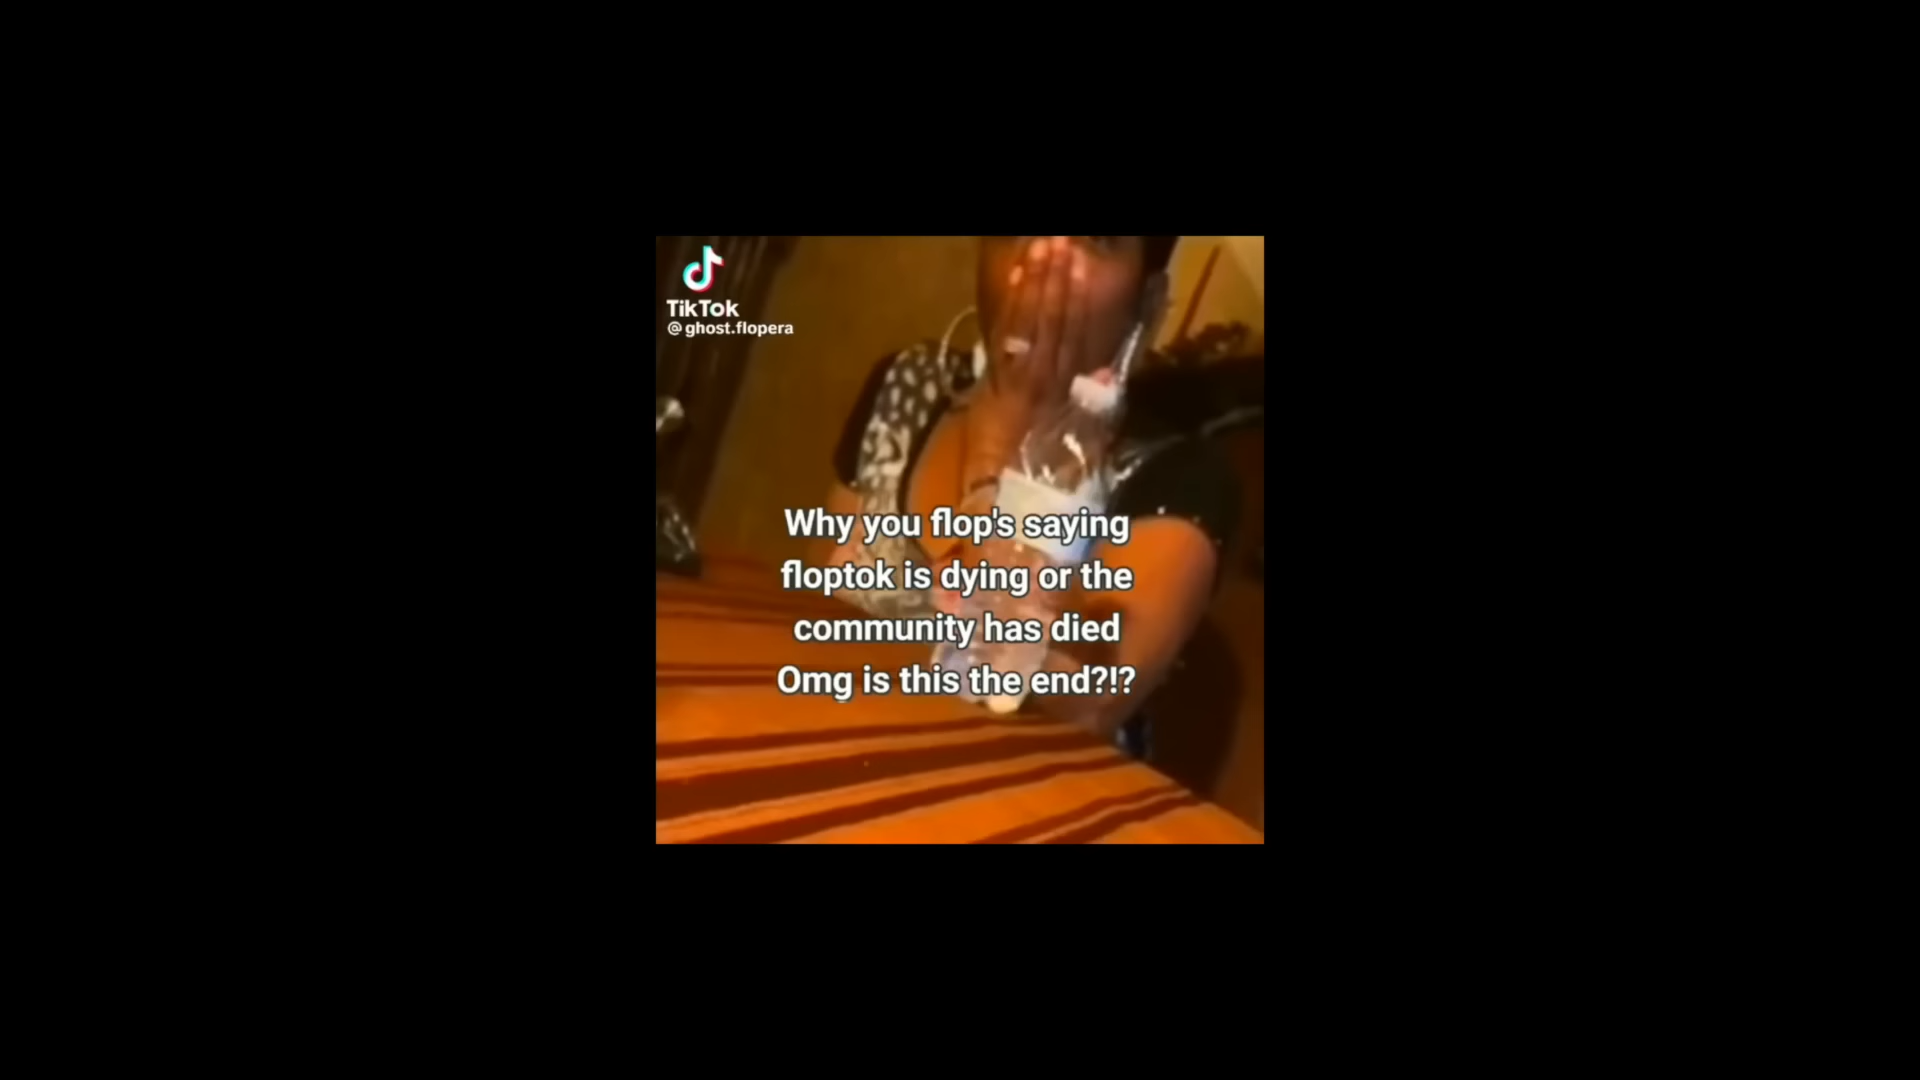 TikTok
@ghost.flopera
Why you flop's saying
floptok is dying or the
community has died
Omg is this the end?!?